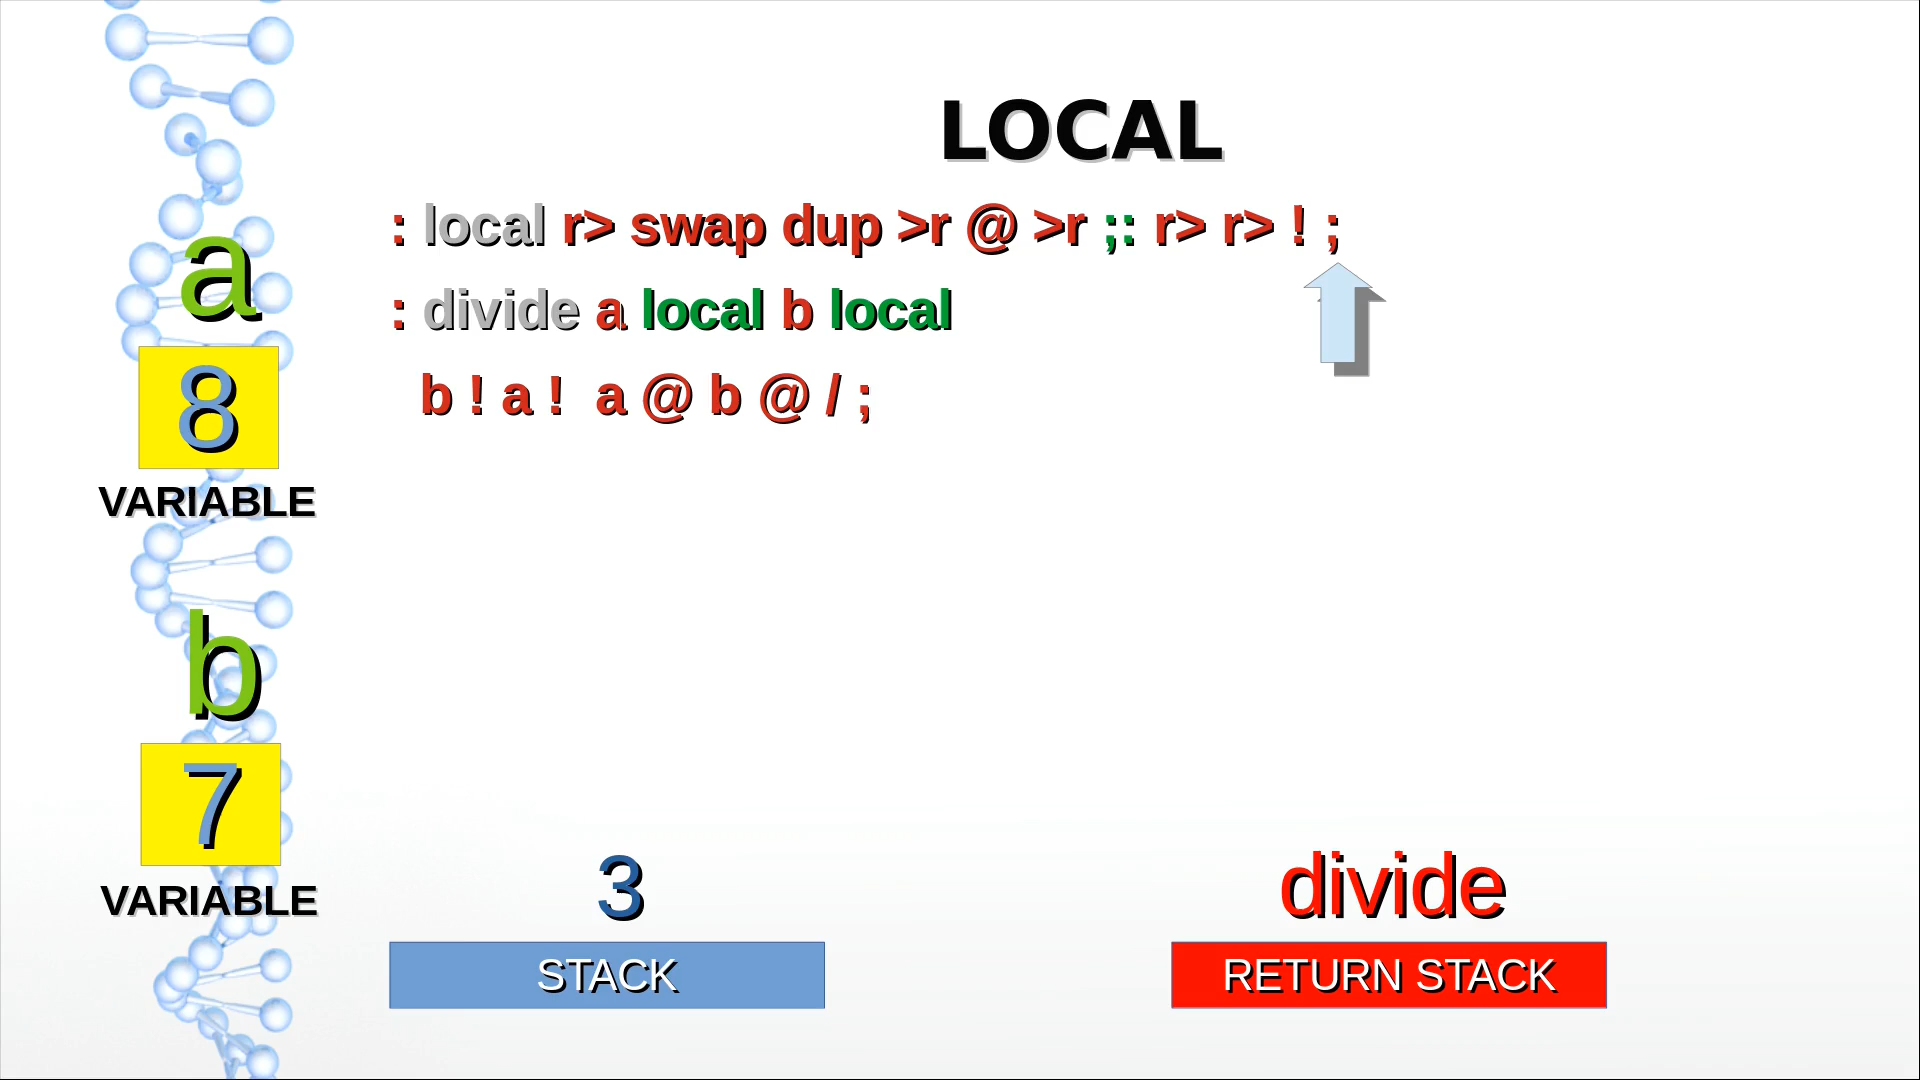 LOCAL
: local r> swap dup >r @ >r ;: r> r> ! ;
: divide a local b local
b ! a ! a @ b @ / ;
a
8
VARIABLE
b
7
VARIABLE
3
STACK
divide
RETURN STACK